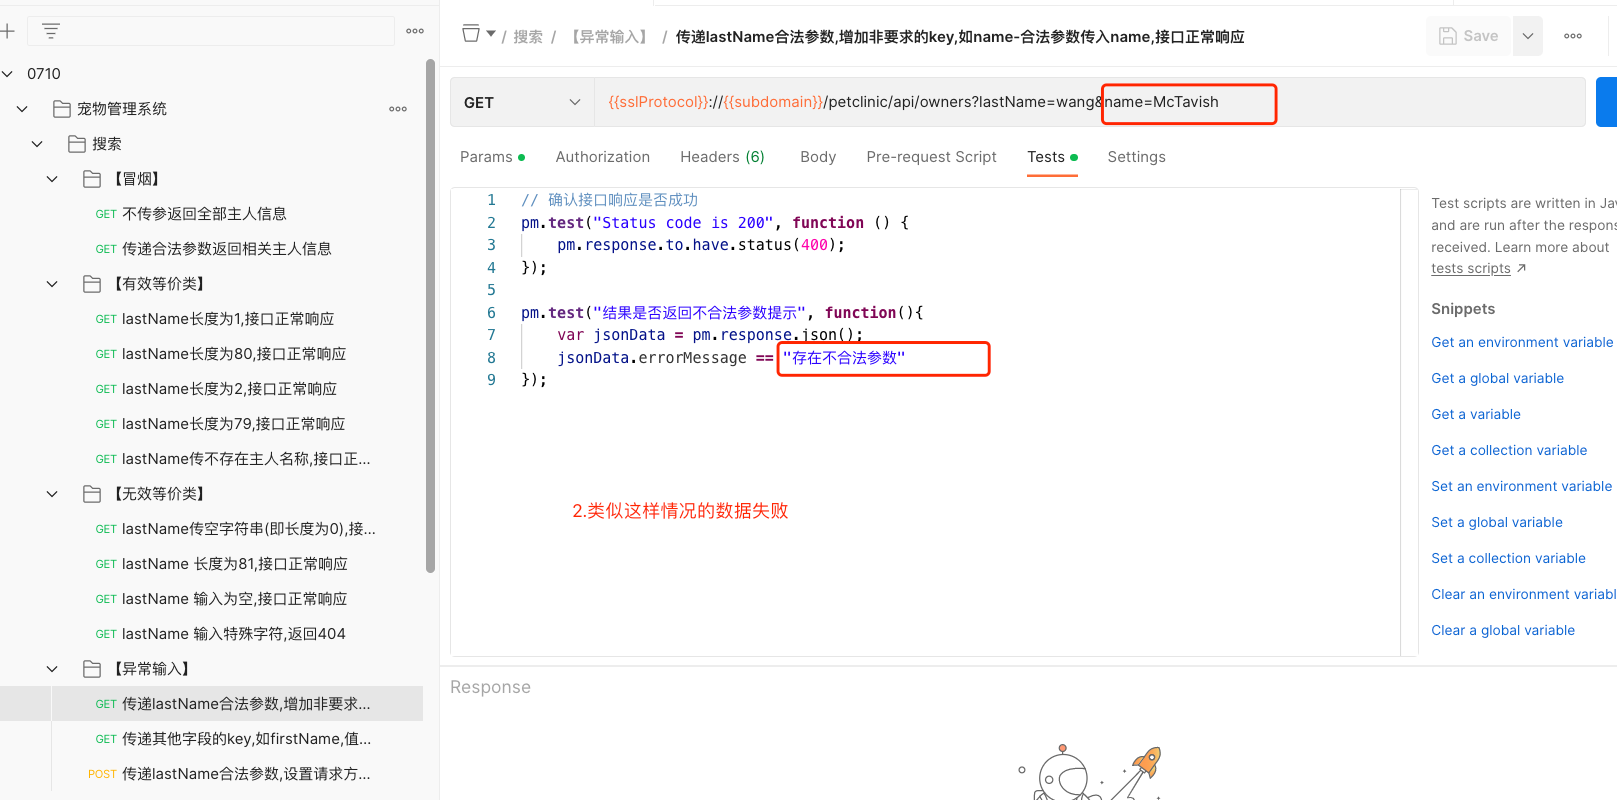 / 搜索 / 【异常输入】 / 传递lastName合法参数,增加非要求的key,如name-合法参数传入name,接口正常响应
Save
0710
宠物管理系统
搜索
【冒烟】
GET 不传参返回全部主人信息
GET 传递合法参数返回相关主人信息
【有效等价类】
GET lastName长度为1,接口正常响应
GET lastName长度为80,接口正常响应
GET lastName长度为2,接口正常响应
GET lastName长度为79,接口正常响应
GET lastName传不存在主人名称,接口正...
【无效等价类】
GET lastName传空字符串(即长度为0),接...
GET lastName 长度为81,接口正常响应
GET lastName 输入为空,接口正常响应
GET lastName 输入特殊字符,返回404
【异常输入】
GET 传递lastName合法参数,增加非要求...
GET 传递其他字段的key,如firstName,值...
POST 传递lastName合法参数,设置请求方...
GET {{sslProtocol}}://{{subdomain}}/petclinic/api/owners?lastName=wang&name=McTavish
Params Authorization Headers (6) Body Pre-request Script Tests Settings
1 // 确认接口响应是否成功
2 pm.test("Status code is 200", function () {
3 pm.response.to.have.status(400);
4 });
5
6 pm.test("结果是否返回不合法参数提示", function(){
7 var jsonData = pm.response.json();
8 jsonData.errorMessage == "存在不合法参数"
9 });
2.类似这样情况的数据失败
Test scripts are written in Jav
and are run after the respons
received. Learn more about
tests scripts ↗
Snippets
Get an environment variable
Get a global variable
Get a variable
Get a collection variable
Set an environment variable
Set a global variable
Set a collection variable
Clear an environment variabl
Clear a global variable
Response